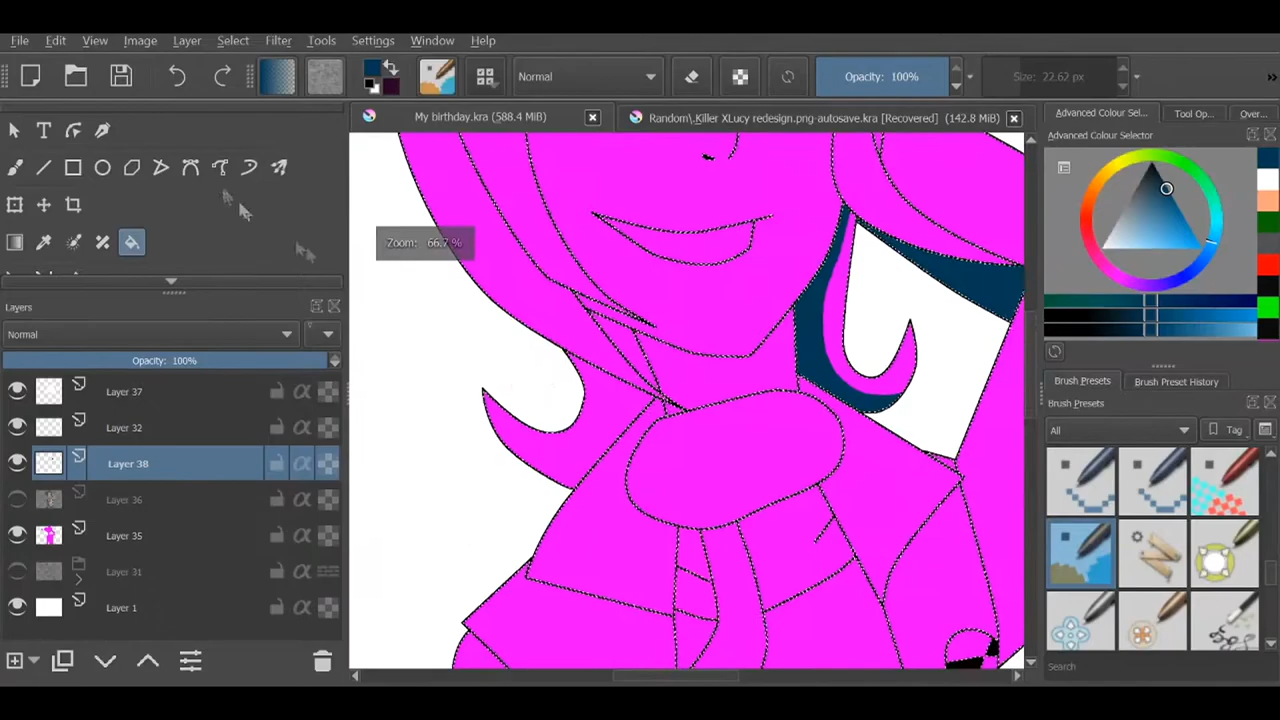 File Edit View Image Layer Select Filter Tools Settings Window Help
Normal Opacity: 100% Size: 22.62 px »
My birthday.kra (588.4 MiB) Random\.Killer XLucy redesign.png-autosave.kra [Recovered] (142.8 MiB)
Advanced Colour Sel... Tool Op... Over...
Advanced Colour Selector
Zoom: 66.7 %
Layers
Normal
Opacity: 100%
Layer 37
Layer 32
Layer 38
Layer 36
Layer 35
Layer 31
Layer 1
Brush Presets Brush Preset History
Brush Presets
All Tag
Search